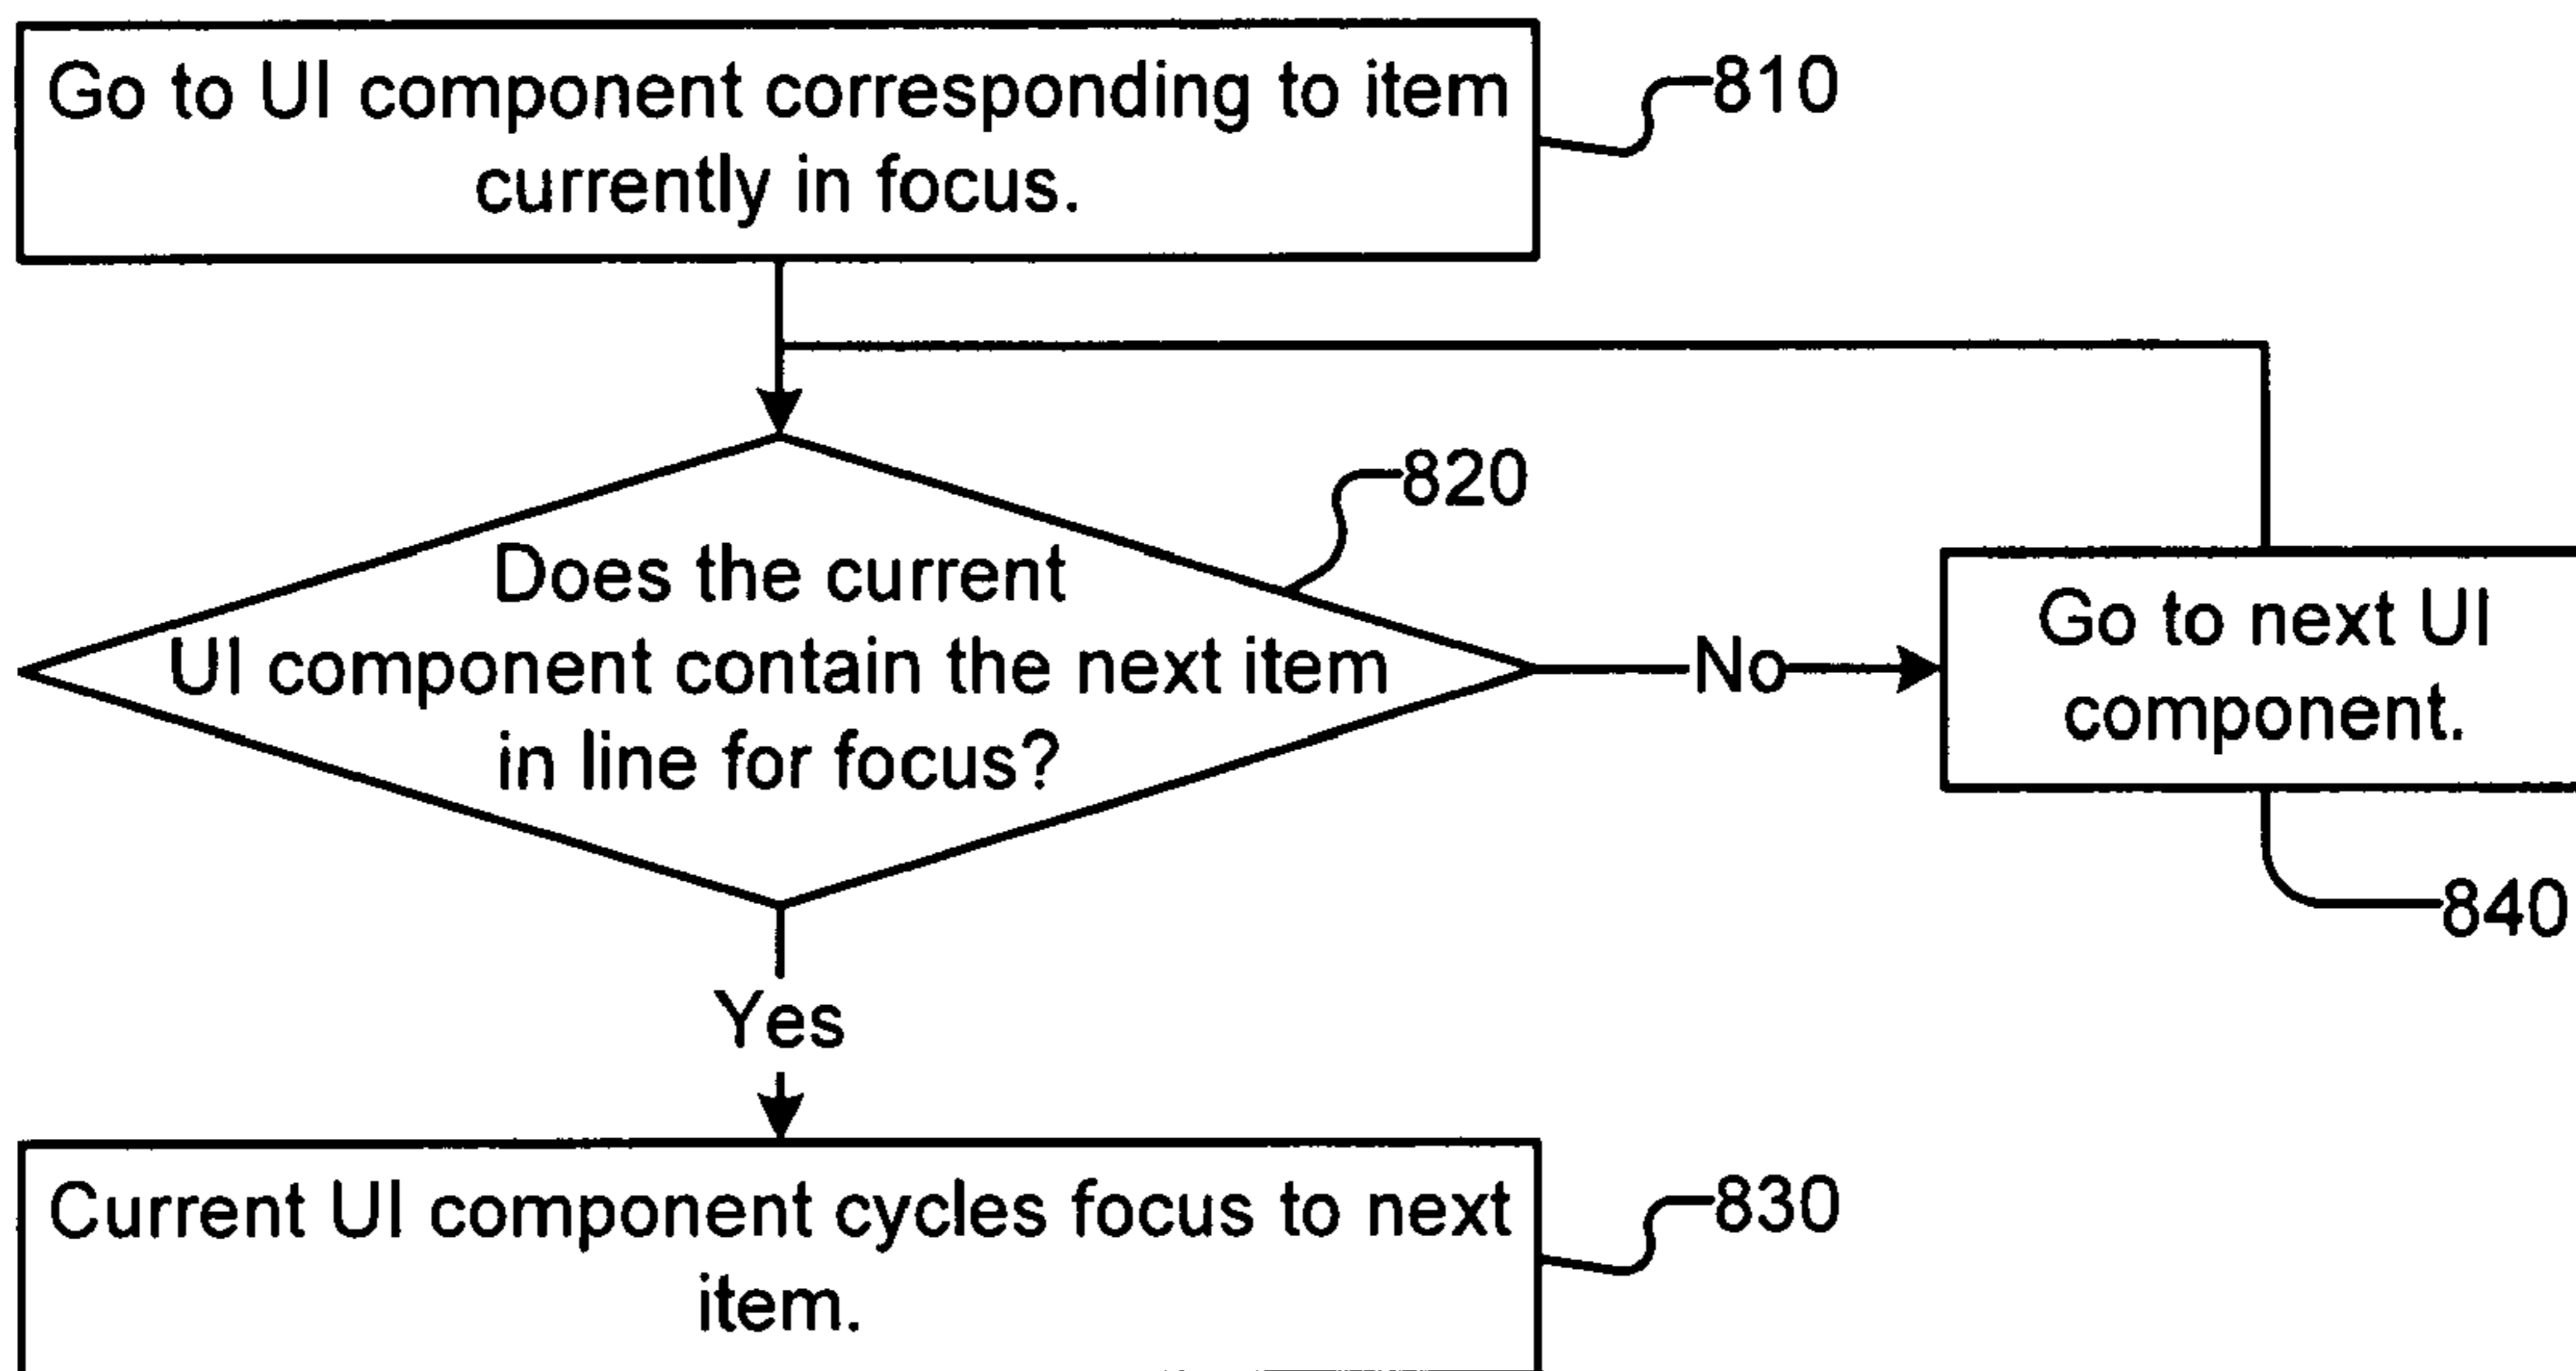 Go to UI component corresponding to item
currently in focus.
810
820
Does the current
UI component contain the next item
in line for focus?
No
Go to next UI
component.
840
Yes
Current UI component cycles focus to next
item.
830